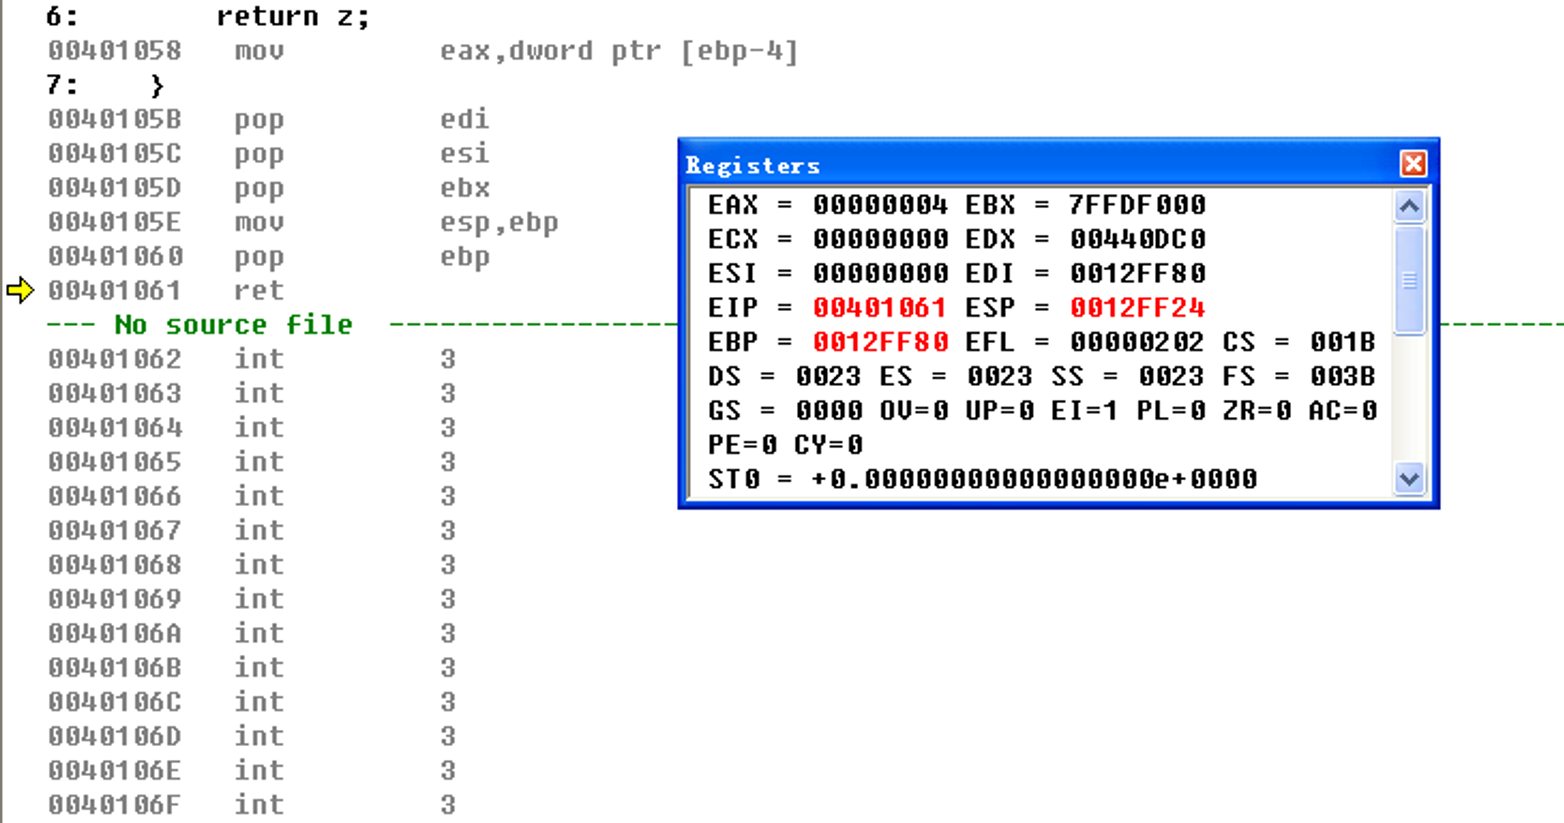 6: return z;
00401058 mov eax,dword ptr [ebp-4]
7: }
0040105B pop edi
0040105C pop esi
0040105D pop ebx
0040105E mov esp,ebp
00401060 pop ebp
00401061 ret
--- No source file ------------------------------------------------
00401062 int 3
00401063 int 3
00401064 int 3
00401065 int 3
00401066 int 3
00401067 int 3
00401068 int 3
00401069 int 3
0040106A int 3
0040106B int 3
0040106C int 3
0040106D int 3
0040106E int 3
0040106F int 3
Registers
EAX = 00000004 EBX = 7FFDF000
ECX = 00000000 EDX = 00440DC0
ESI = 00000000 EDI = 0012FF80
EIP = 00401061 ESP = 0012FF24
EBP = 0012FF80 EFL = 00000202 CS = 001B
DS = 0023 ES = 0023 SS = 0023 FS = 003B
GS = 0000 OV=0 UP=0 EI=1 PL=0 ZR=0 AC=0
PE=0 CY=0
ST0 = +0.00000000000000000e+0000